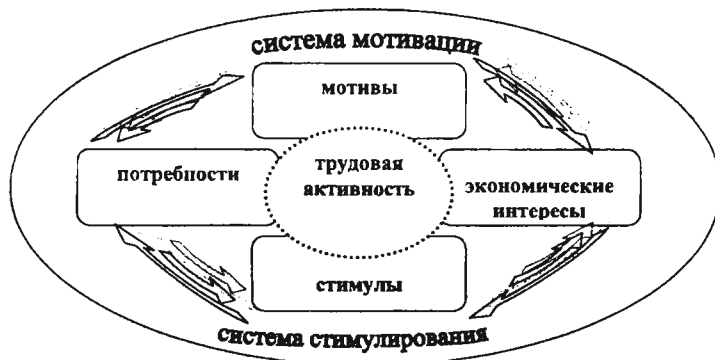 система мотивации
мотивы
потребности
трудовая
активность
экономические
интересы
стимулы
система стимулирования